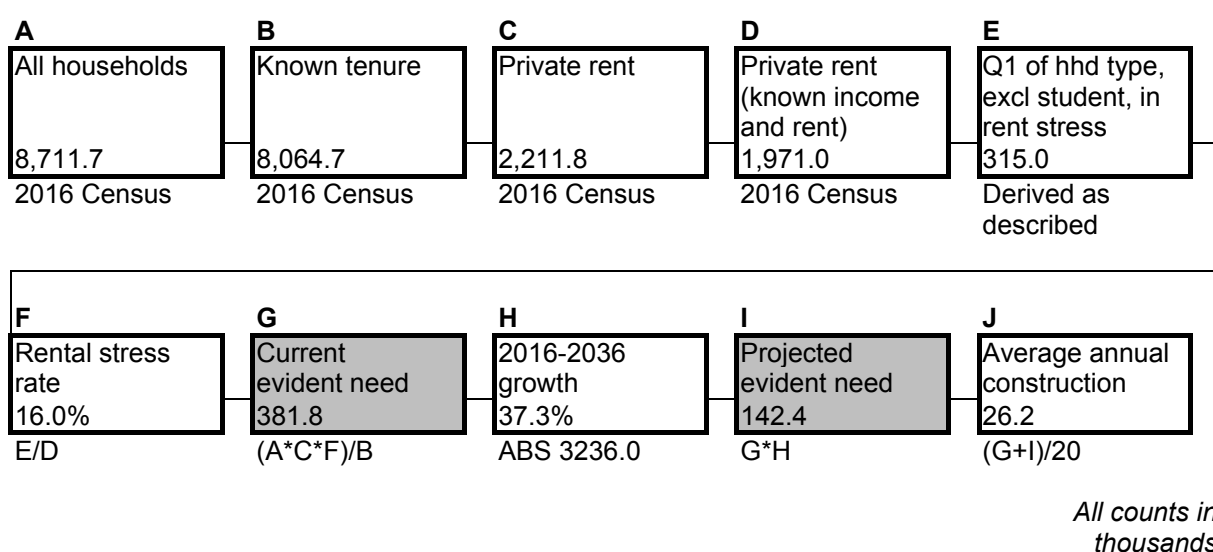 A B C D E
All households Known tenure Private rent Private rent Q1 of hhd type,
(known income excl student, in
and rent) rent stress
8,711.7 8,064.7 2,211.8 1,971.0 315.0
2016 Census 2016 Census 2016 Census 2016 Census Derived as
described
F G H I J
Rental stress Current 2016-2036 Projected Average annual
rate evident need growth evident need construction
16.0% 381.8 37.3% 142.4 26.2
E/D (A*C*F)/B ABS 3236.0 G*H (G+I)/20
All counts in
thousands